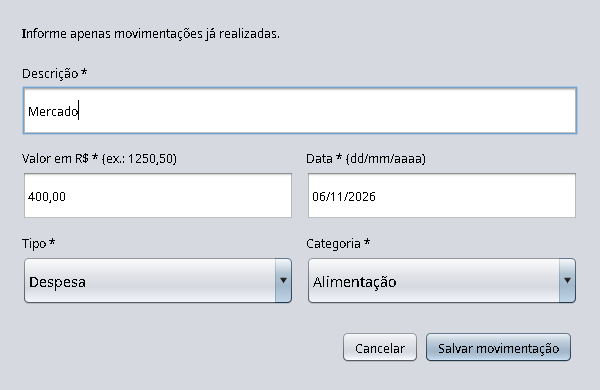 Informe apenas movimentações já realizadas.
Descrição *
Mercado
Valor em R$ * (ex.: 1250,50)
Data * (dd/mm/aaaa)
400,00
06/11/2026
Tipo *
Categoria *
Despesa
Alimentação
Cancelar
Salvar movimentação